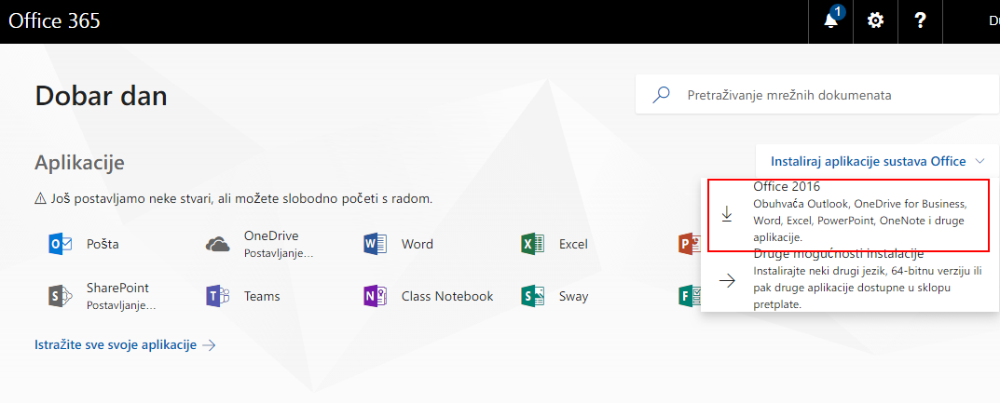 Office 365
1
?
Dobar dan
Pretraživanje mrežnih dokumenata
Aplikacije
Instaliraj aplikacije sustava Office
Još postavljamo neke stvari, ali možete slobodno početi s radom.
Office 2016
Obuhvaća Outlook, OneDrive for Business,
Word, Excel, PowerPoint, OneNote i druge
aplikacije.
Druge mogućnosti instalacije
Instalirajte neki drugi jezik, 64-bitnu verziju ili
pak druge aplikacije dostupne u sklopu
pretplate.
Pošta
OneDrive
Postavljanje...
Word
Excel
SharePoint
Postavljanje...
Teams
Class Notebook
Sway
Istražite sve svoje aplikacije